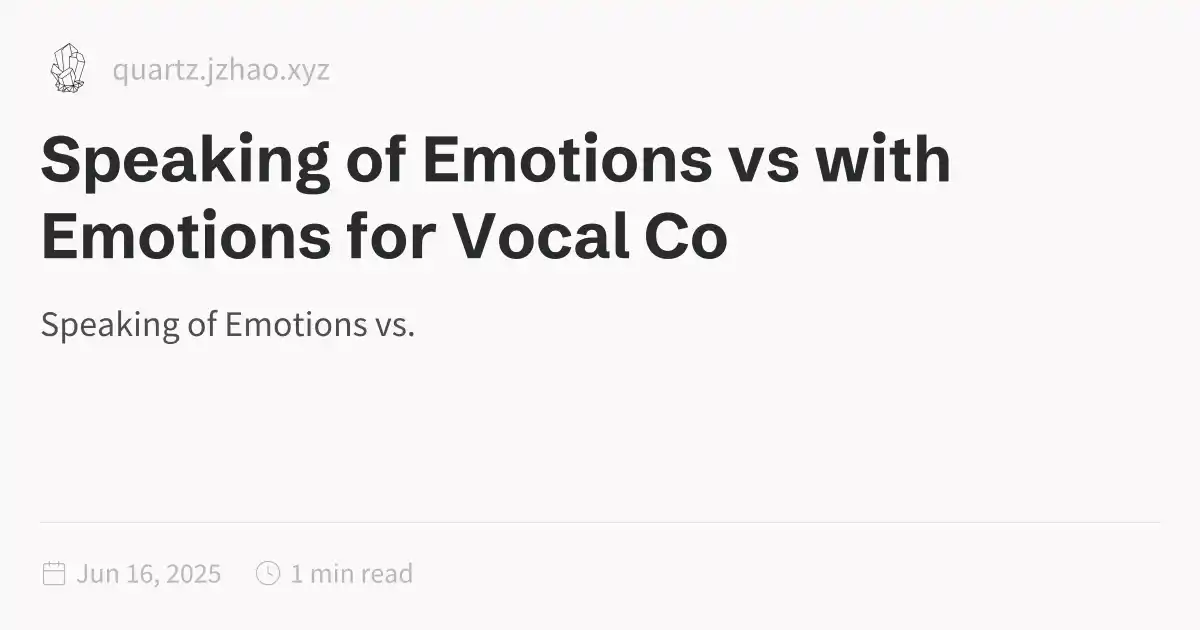 quartz.jzhao.xyz
Speaking of Emotions vs with
Emotions for Vocal Co
Speaking of Emotions vs.
Jun 16, 2025 1 min read